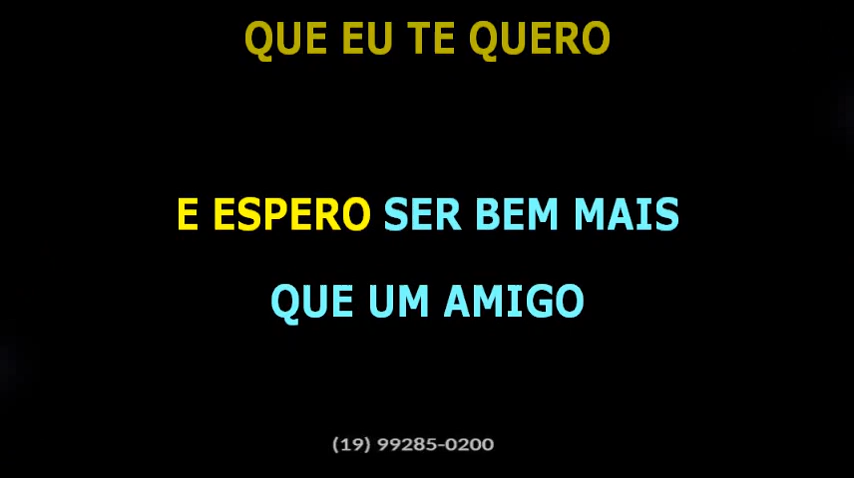 QUE EU TE QUERO
E ESPERO SER BEM MAIS
QUE UM AMIGO
(19) 99285-0200